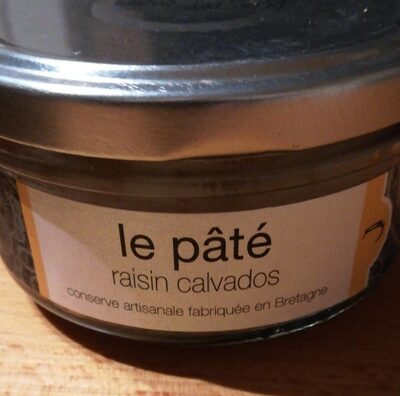 le pâté
raisin calvados
conserve artisanale fabriquée en Bretagne